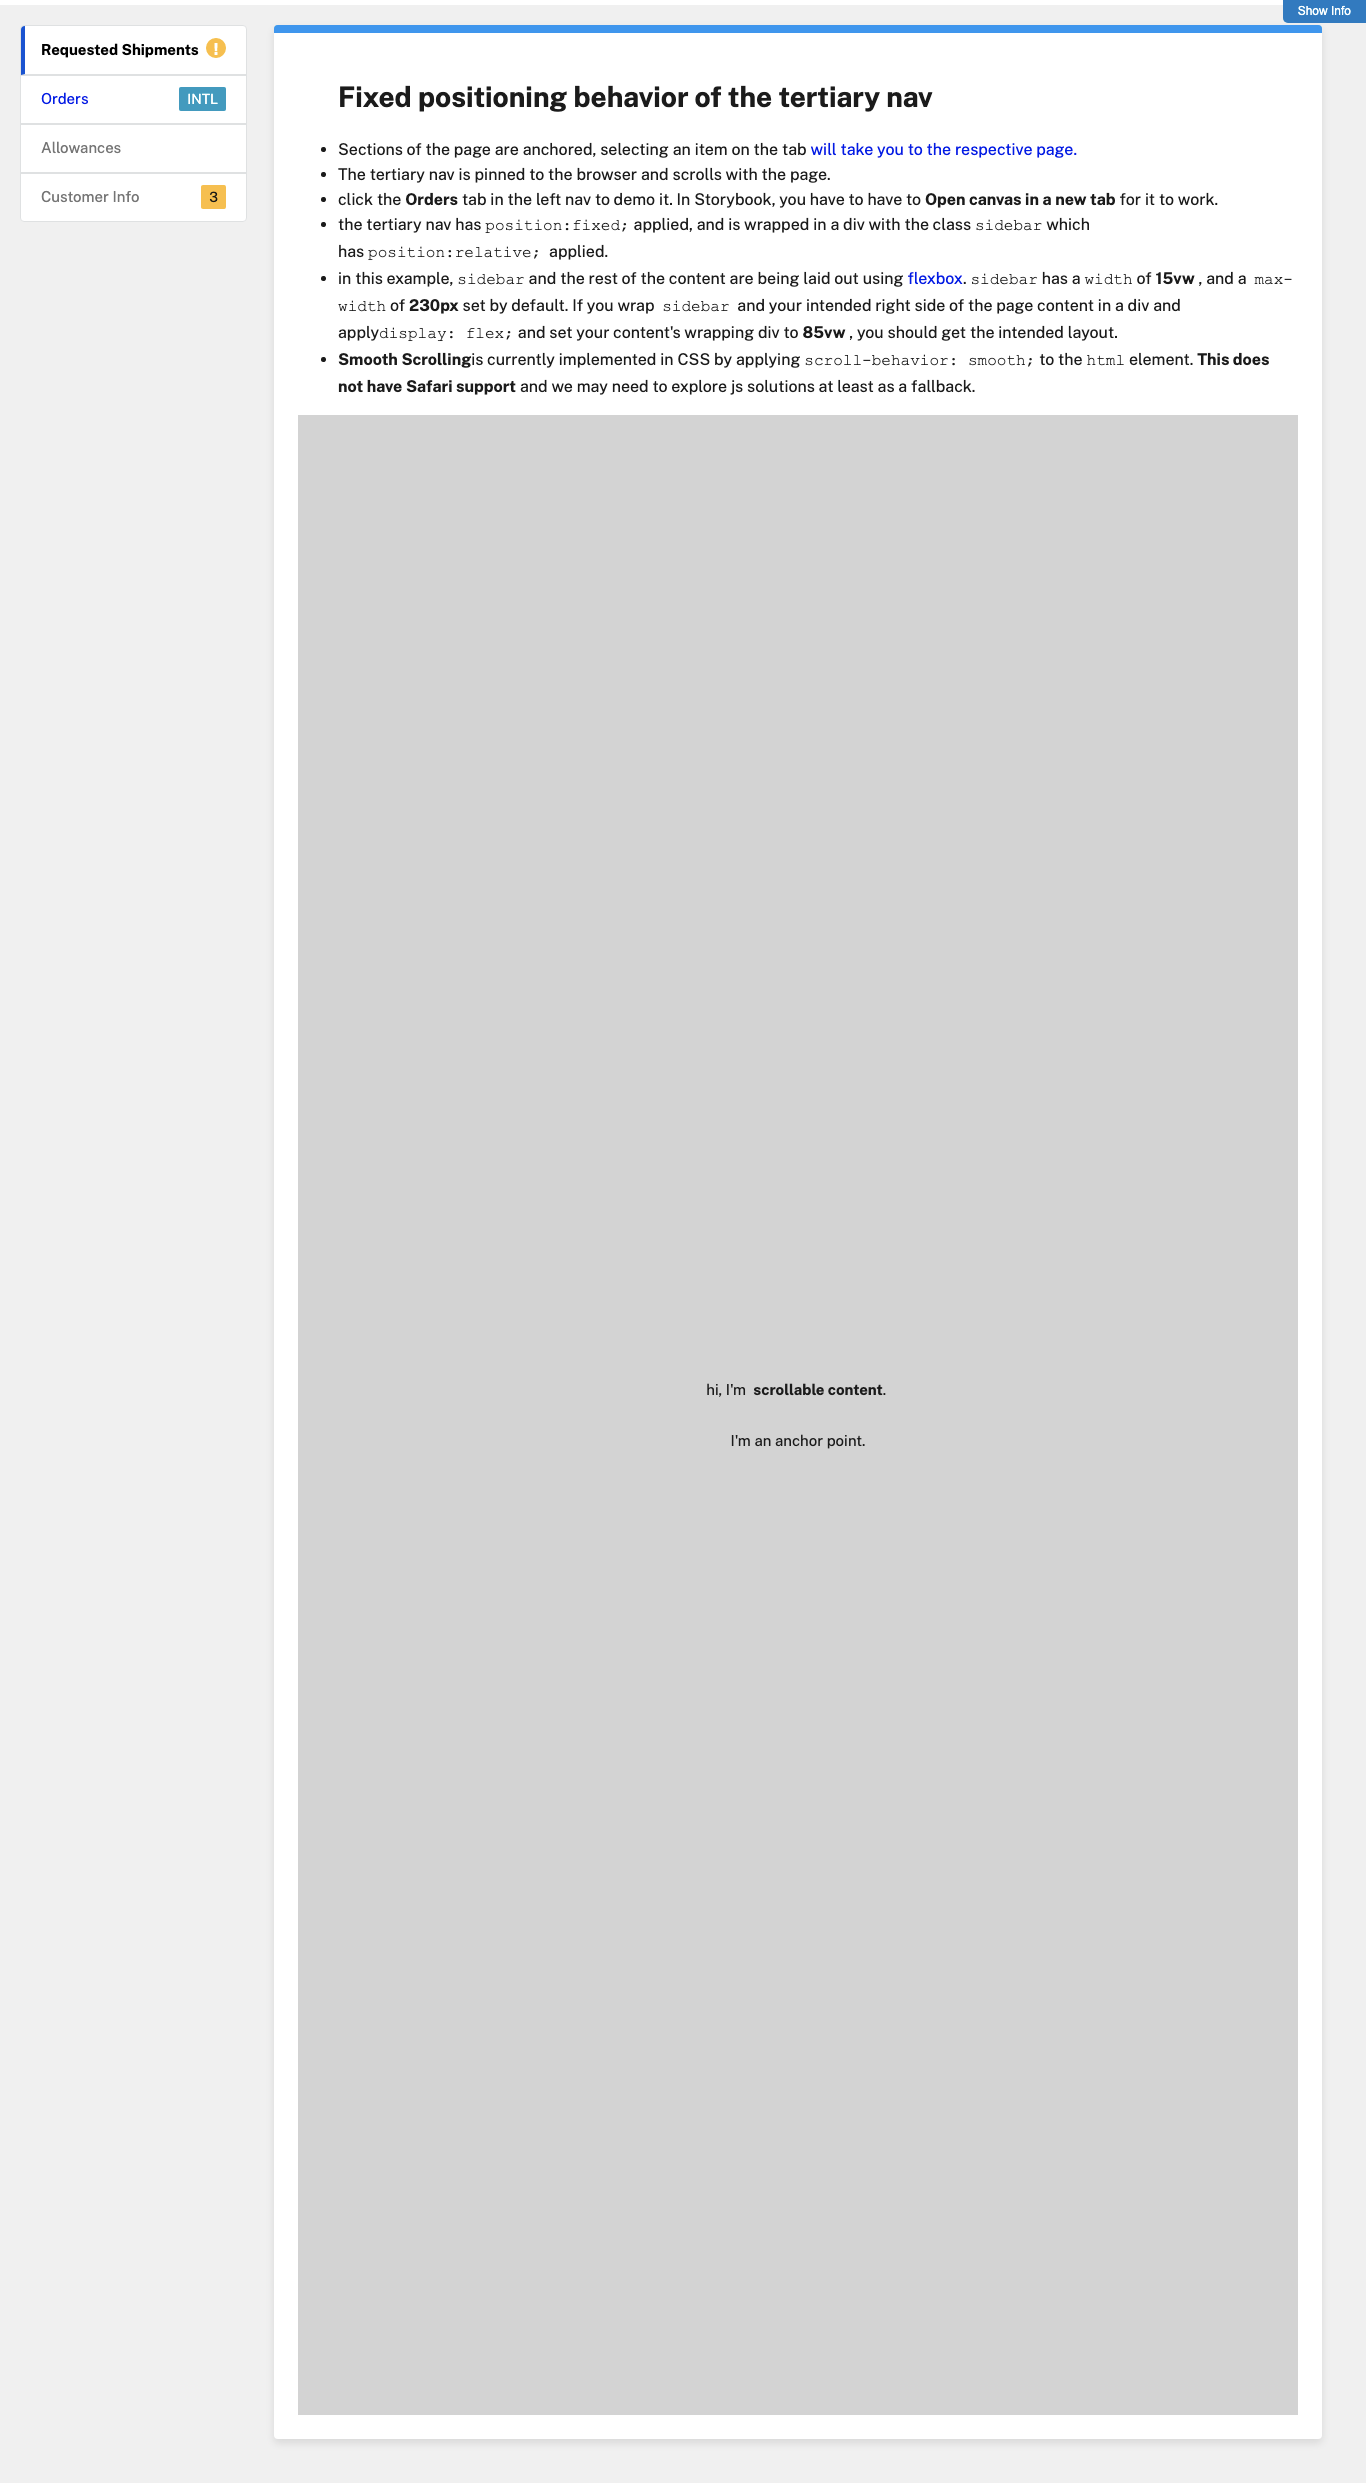 Show Info
Requested Shipments !
Orders INTL
Allowances
Customer Info 3
Fixed positioning behavior of the tertiary nav
• Sections of the page are anchored, selecting an item on the tab will take you to the respective page.
• The tertiary nav is pinned to the browser and scrolls with the page.
• click the Orders tab in the left nav to demo it. In Storybook, you have to have to Open canvas in a new tab for it to work.
• the tertiary nav has position:fixed; applied, and is wrapped in a div with the class sidebar which
has position:relative; applied.
• in this example, sidebar and the rest of the content are being laid out using flexbox. sidebar has a width of 15vw , and a max-
width of 230px set by default. If you wrap sidebar and your intended right side of the page content in a div and
applydisplay: flex; and set your content's wrapping div to 85vw , you should get the intended layout.
• Smooth Scrollingis currently implemented in CSS by applying scroll-behavior: smooth; to the html element. This does
not have Safari support and we may need to explore js solutions at least as a fallback.
hi, I'm scrollable content.
I'm an anchor point.